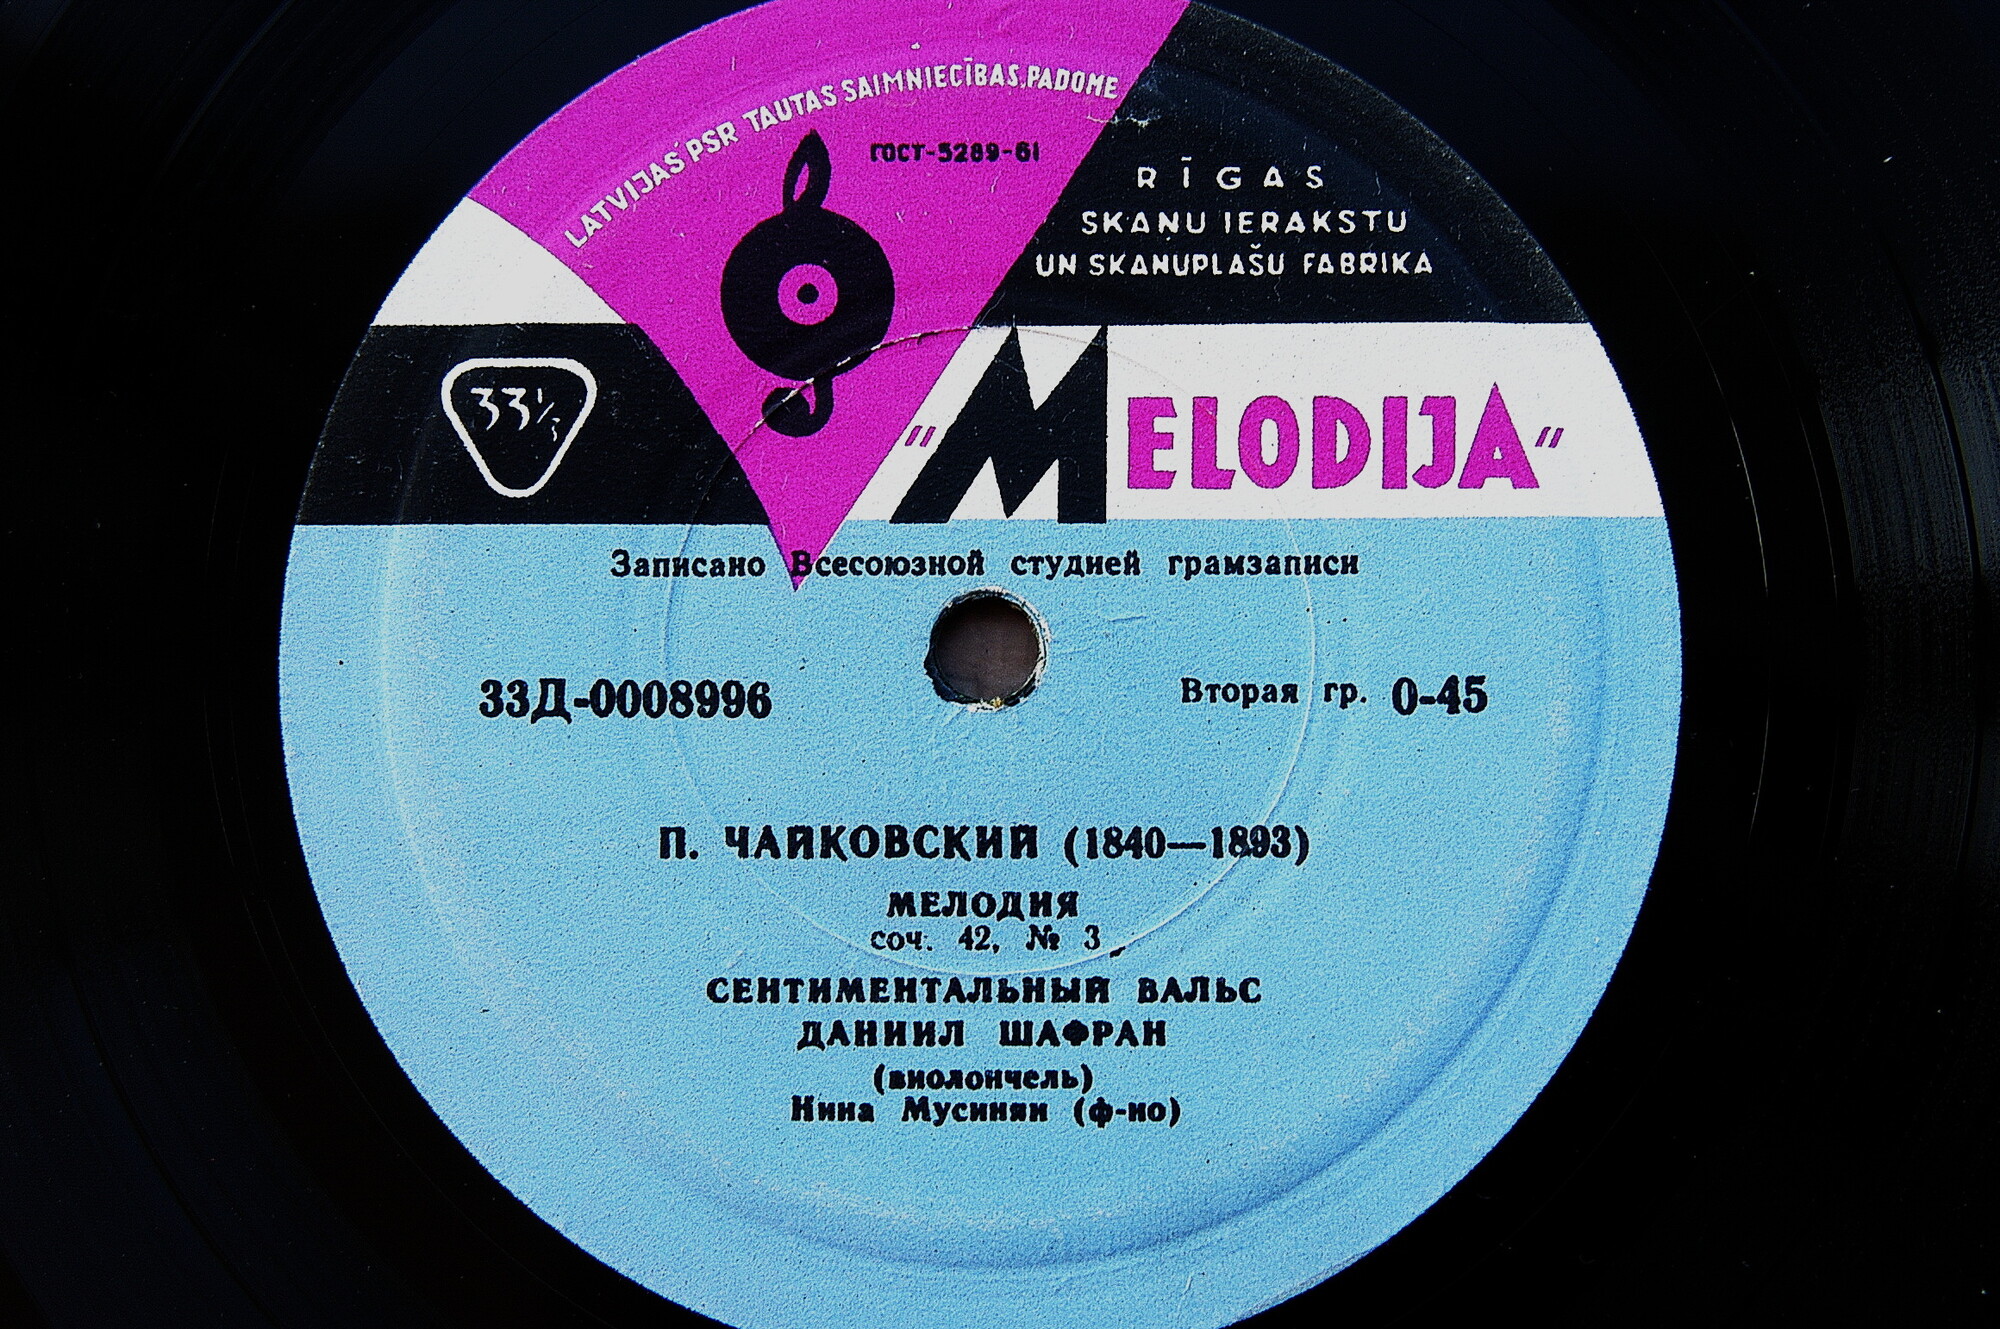 LATVIJAS PSR TAUTAS SAIMNIECĪBAS PADOME
ГОСТ-5289-61
RĪGAS
SKAŅU IERAKSTU
UN SKAŅUPLAŠU FABRIKA
33⅓
"MELODIJA"
Записано Всесоюзной студией грамзаписи
33Д-0008996
Вторая гр. 0-45
П. ЧАЙКОВСКИЙ (1840—1893)
МЕЛОДИЯ
соч. 42, № 3
СЕНТИМЕНТАЛЬНЫЙ ВАЛЬС
ДАНИИЛ ШАФРАН
(виолончель)
Нина Мусинян (ф-но)